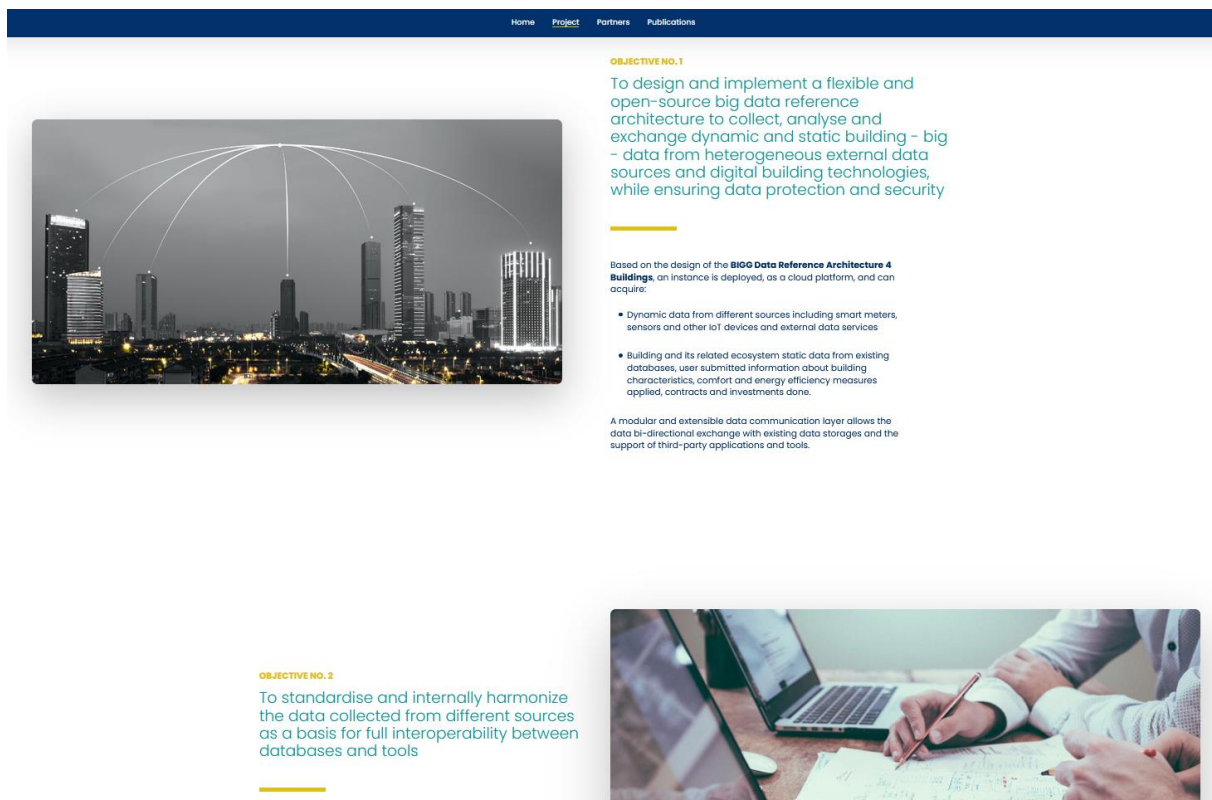 Home Project Partners Publications
OBJECTIVE NO. 1
To design and implement a flexible and
open-source big data reference
architecture to collect, analyse and
exchange dynamic and static building - big
- data from heterogeneous external data
sources and digital building technologies,
while ensuring data protection and security
Based on the design of the BIGG Data Reference Architecture 4
Buildings, an instance is deployed, as a cloud platform, and can
acquire:
• Dynamic data from different sources including smart meters,
sensors and other IoT devices and external data services
• Building and its related ecosystem static data from existing
databases, user submitted information about building
characteristics, comfort and energy efficiency measures
applied, contracts and investments done.
A modular and extensible data communication layer allows the
data bi-directional exchange with existing data storages and the
support of third-party applications and tools.
OBJECTIVE NO. 2
To standardise and internally harmonize
the data collected from different sources
as a basis for full interoperability between
databases and tools